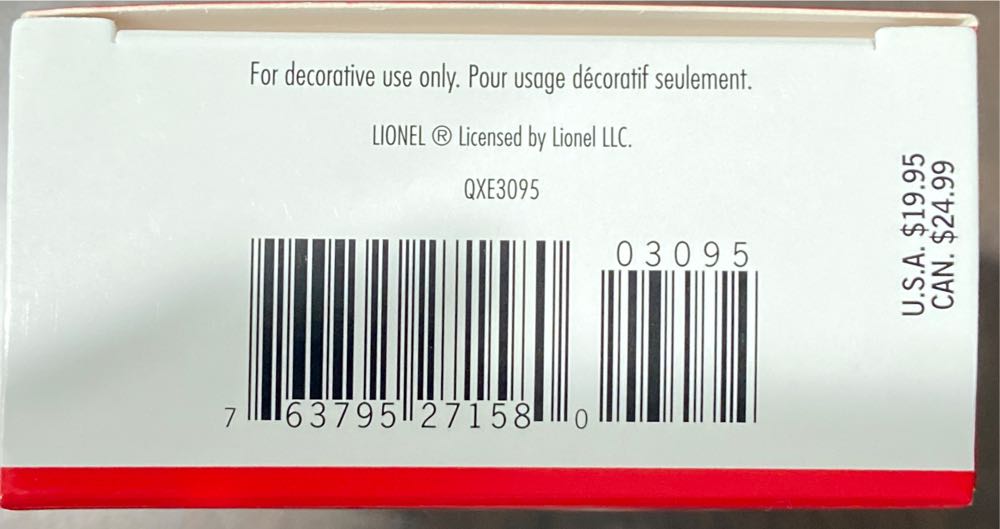 For decorative use only. Pour usage décoratif seulement.
LIONEL ® Licensed by Lionel LLC.
QXE3095
03095
7 63795 27158 0
U.S.A. $19.95
CAN. $24.99